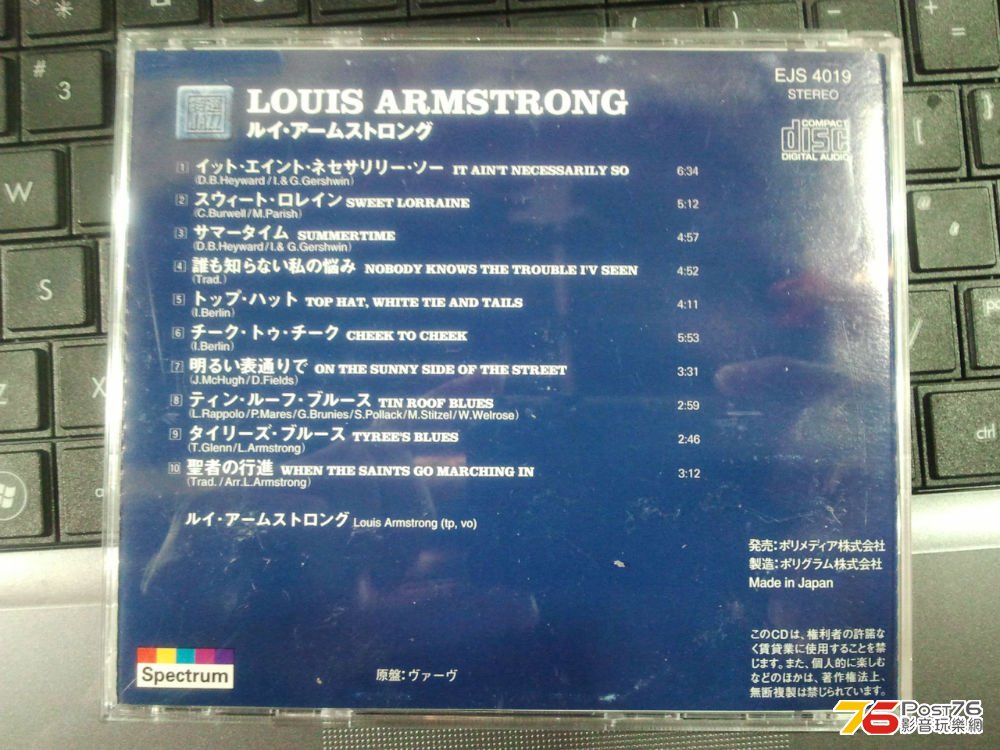 EJS 4019
STEREO
COMPACT
disc
DIGITAL AUDIO
JAZZ
LOUIS ARMSTRONG
ルイ・アームストロング
1 イット・エイント・ネセサリリー・ソー IT AIN'T NECESSARILY SO 6:34
(D.B.Heyward/I.& G.Gershwin)
2 スウィート・ロレイン SWEET LORRAINE 5:12
(C.Burwell/M.Parish)
3 サマータイム SUMMERTIME 4:57
(D.B.Heyward/I.& G.Gershwin)
4 誰も知らない私の悩み NOBODY KNOWS THE TROUBLE I'V SEEN 4:52
(Trad.)
5 トップ・ハット TOP HAT, WHITE TIE AND TAILS 4:11
(I.Berlin)
6 チーク・トゥ・チーク CHEEK TO CHEEK 5:53
(I.Berlin)
7 明るい表通りで ON THE SUNNY SIDE OF THE STREET 3:31
(J.McHugh/D.Fields)
8 ティン・ルーフ・ブルース TIN ROOF BLUES 2:59
(L.Rappolo/P.Mares/G.Brunies/S.Pollack/M.Stitzel/W.Welrose)
9 タイリーズ・ブルース TYREE'S BLUES 2:46
(T.Glenn/L.Armstrong)
10 聖者の行進 WHEN THE SAINTS GO MARCHING IN 3:12
(Trad./Arr.L.Armstrong)
ルイ・アームストロング Louis Armstrong (tp, vo)
発売:ポリメディア株式会社
製造:ポリグラム株式会社
Made in Japan
このCDは、権利者の許諾な
く賃貸業に使用することを禁
じます。また、個人的に楽しむ
などのほかは、著作権法上、
無断複製は禁じられています。
Spectrum
原盤:ヴァーヴ
76 Post76
影音玩樂網
#
3
W
S
X
Z
+
=
"